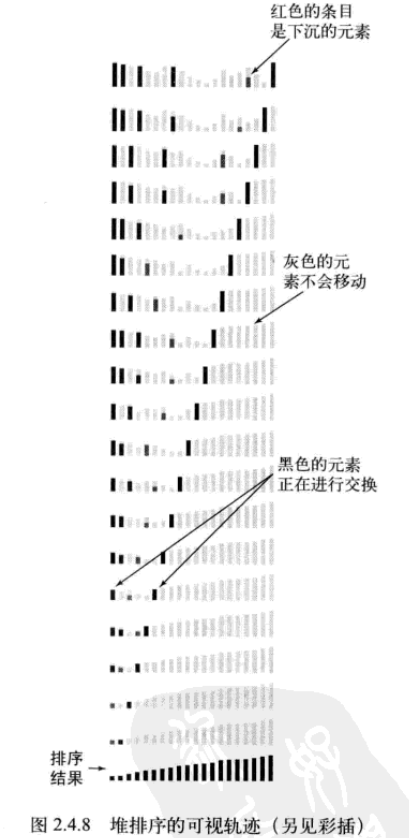 红色的条目
是下沉的元素
灰色的元
素不会移动
黑色的元素
正在进行交换
排序
结果
图 2.4.8 堆排序的可视轨迹（另见彩插）